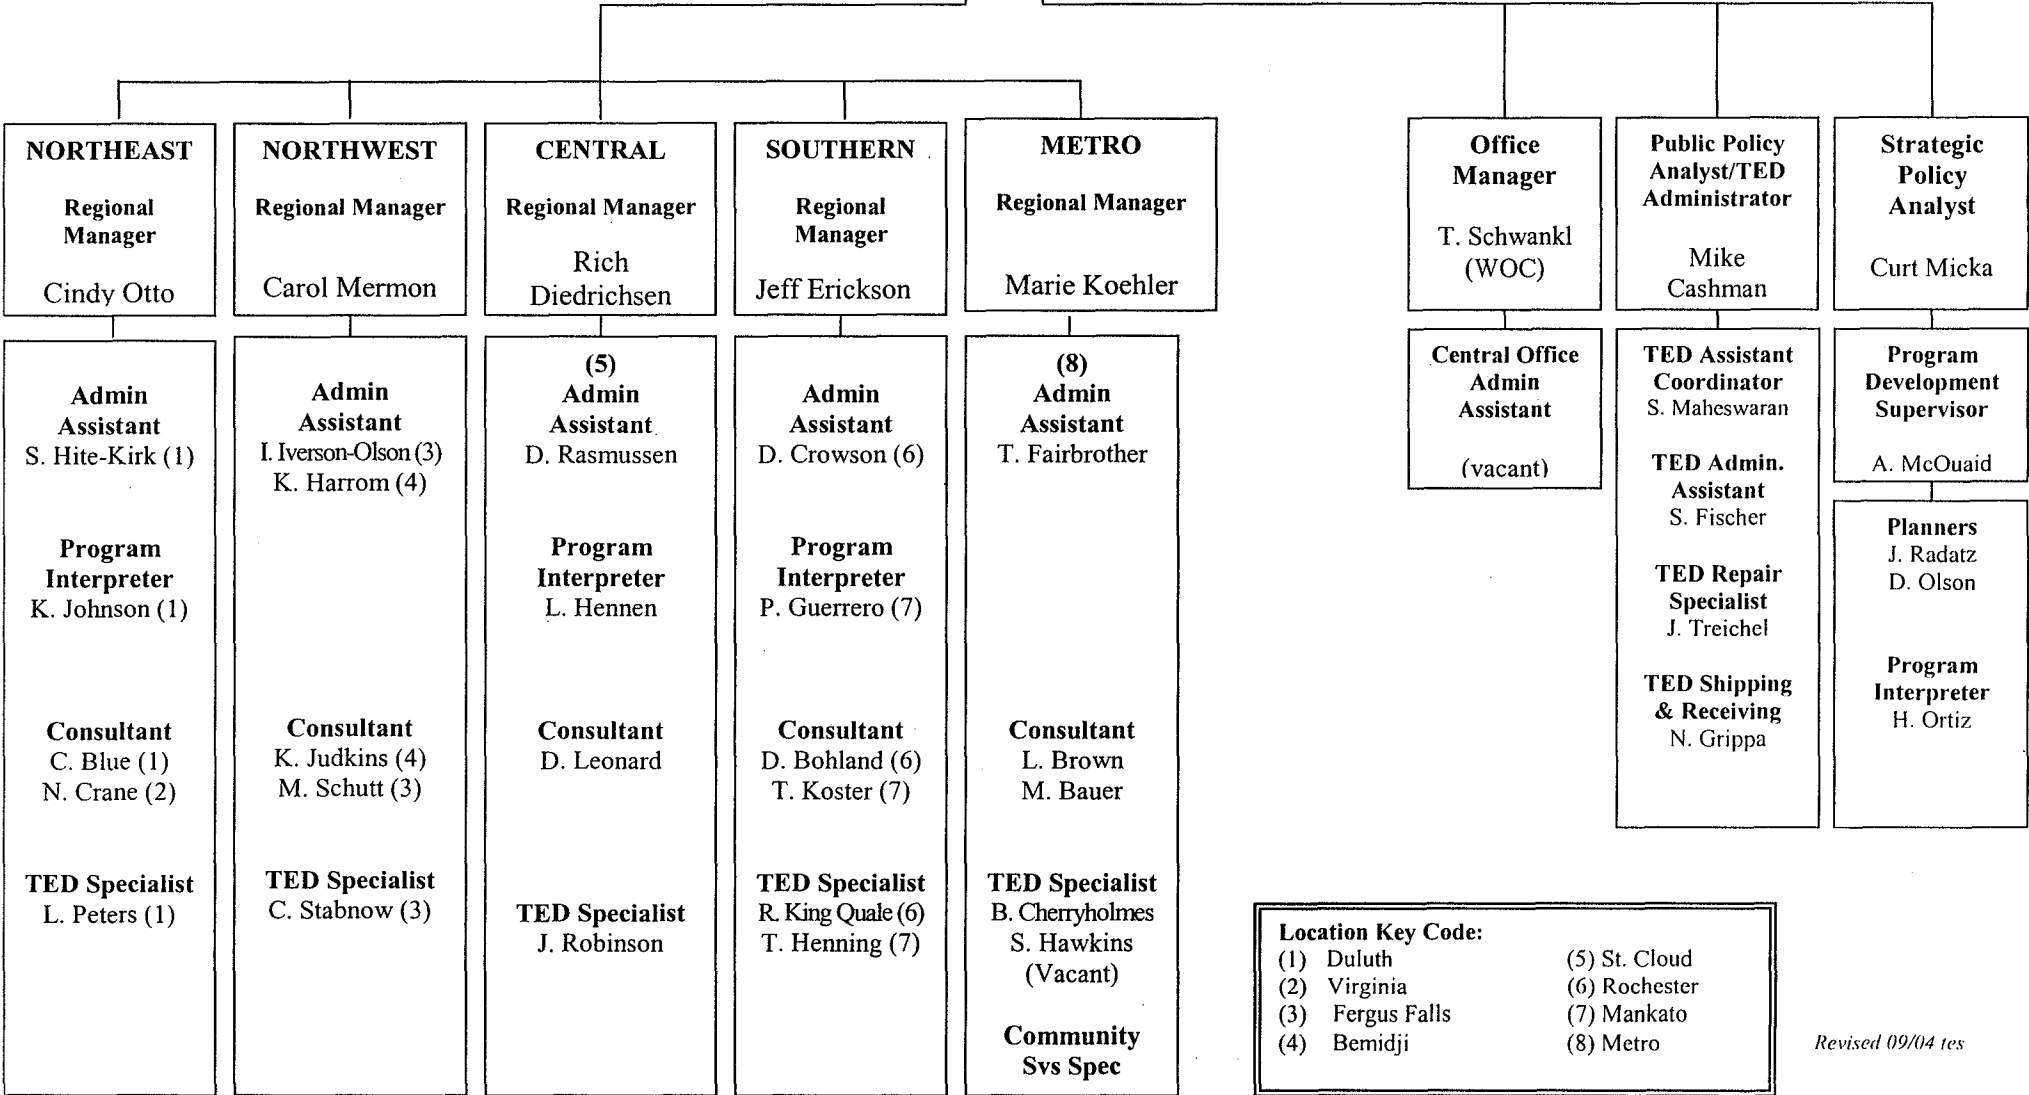 NORTHEAST
Regional
Manager
Cindy Otto
NORTHWEST
Regional Manager
Carol Mermon
CENTRAL
Regional Manager
Rich
Diedrichsen
SOUTHERN
Regional
Manager
Jeff Erickson
METRO
Regional Manager
Marie Koehler
Office
Manager
T. Schwankl
(WOC)
Public Policy
Analyst/TED
Administrator
Mike
Cashman
Strategic
Policy
Analyst
Curt Micka
Admin
Assistant
S. Hite-Kirk (1)
Program
Interpreter
K. Johnson (1)
Consultant
C. Blue (1)
N. Crane (2)
TED Specialist
L. Peters (1)
Admin
Assistant
I. Iverson-Olson (3)
K. Harrom (4)
Consultant
K. Judkins (4)
M. Schutt (3)
TED Specialist
C. Stabnow (3)
(5)
Admin
Assistant
D. Rasmussen
Program
Interpreter
L. Hennen
Consultant
D. Leonard
TED Specialist
J. Robinson
Admin
Assistant
D. Crowson (6)
Program
Interpreter
P. Guerrero (7)
Consultant
D. Bohland (6)
T. Koster (7)
TED Specialist
R. King Quale (6)
T. Henning (7)
(8)
Admin
Assistant
T. Fairbrother
Consultant
L. Brown
M. Bauer
TED Specialist
B. Cherryholmes
S. Hawkins
(Vacant)
Community
Svs Spec
Central Office
Admin
Assistant
(vacant)
TED Assistant
Coordinator
S. Maheswaran
TED Admin.
Assistant
S. Fischer
TED Repair
Specialist
J. Treichel
TED Shipping
& Receiving
N. Grippa
Program
Development
Supervisor
A. McQuaid
Planners
J. Radatz
D. Olson
Program
Interpreter
H. Ortiz
Location Key Code:
(1) Duluth
(2) Virginia
(3) Fergus Falls
(4) Bemidji
(5) St. Cloud
(6) Rochester
(7) Mankato
(8) Metro
Revised 09/04 tes